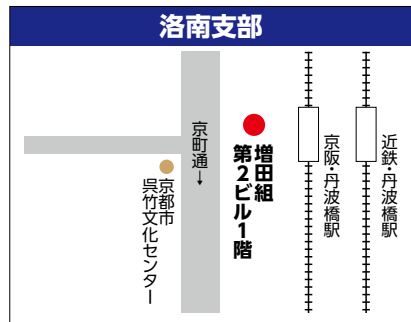 洛南支部
近鉄・丹波橋駅
京阪・丹波橋駅
増田組
第2ビル1階
京町通→
京都市
呉竹文化センター